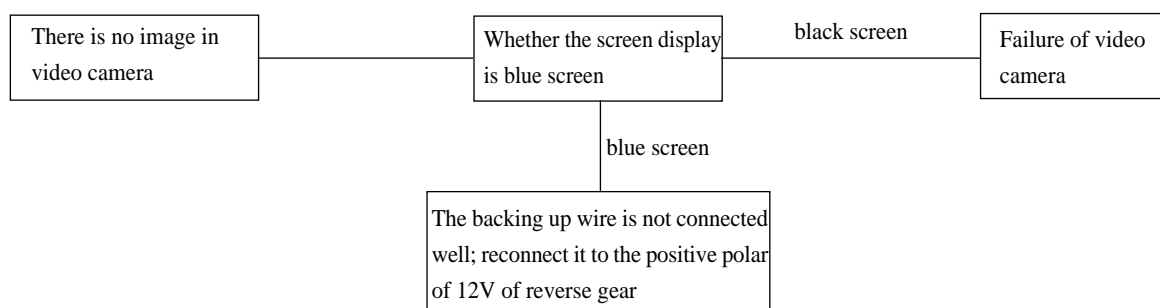 There is no image in
video camera
Whether the screen display
is blue screen
black screen
Failure of video
camera
blue screen
The backing up wire is not connected
well; reconnect it to the positive polar
of 12V of reverse gear